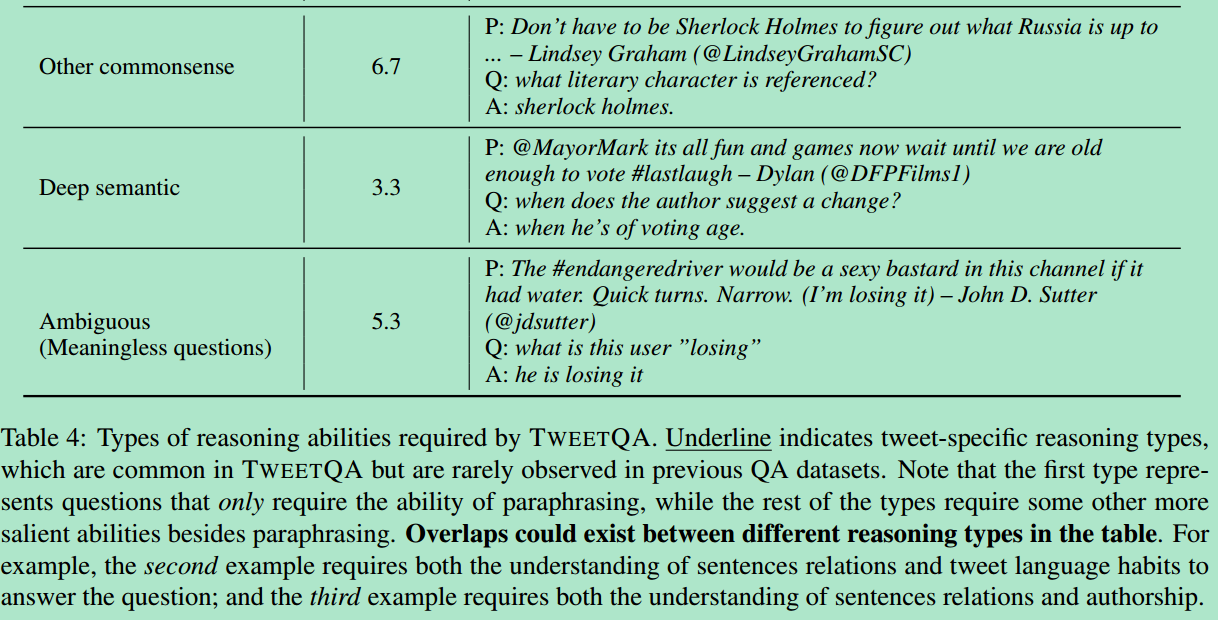 P: Don't have to be Sherlock Holmes to figure out what Russia is up to
... – Lindsey Graham (@LindseyGrahamSC)
Other commonsense 6.7
Q: what literary character is referenced?
A: sherlock holmes.
P: @MayorMark its all fun and games now wait until we are old
enough to vote #lastlaugh – Dylan (@DFPFilms1)
Deep semantic 3.3
Q: when does the author suggest a change?
A: when he's of voting age.
P: The #endangeredriver would be a sexy bastard in this channel if it
had water. Quick turns. Narrow. (I'm losing it) – John D. Sutter
(@jdsutter)
Ambiguous 5.3
(Meaningless questions)
Q: what is this user ”losing”
A: he is losing it
Table 4: Types of reasoning abilities required by TWEETQA. Underline indicates tweet-specific reasoning types,
which are common in TWEETQA but are rarely observed in previous QA datasets. Note that the first type repre-
sents questions that only require the ability of paraphrasing, while the rest of the types require some other more
salient abilities besides paraphrasing. Overlaps could exist between different reasoning types in the table. For
example, the second example requires both the understanding of sentences relations and tweet language habits to
answer the question; and the third example requires both the understanding of sentences relations and authorship.